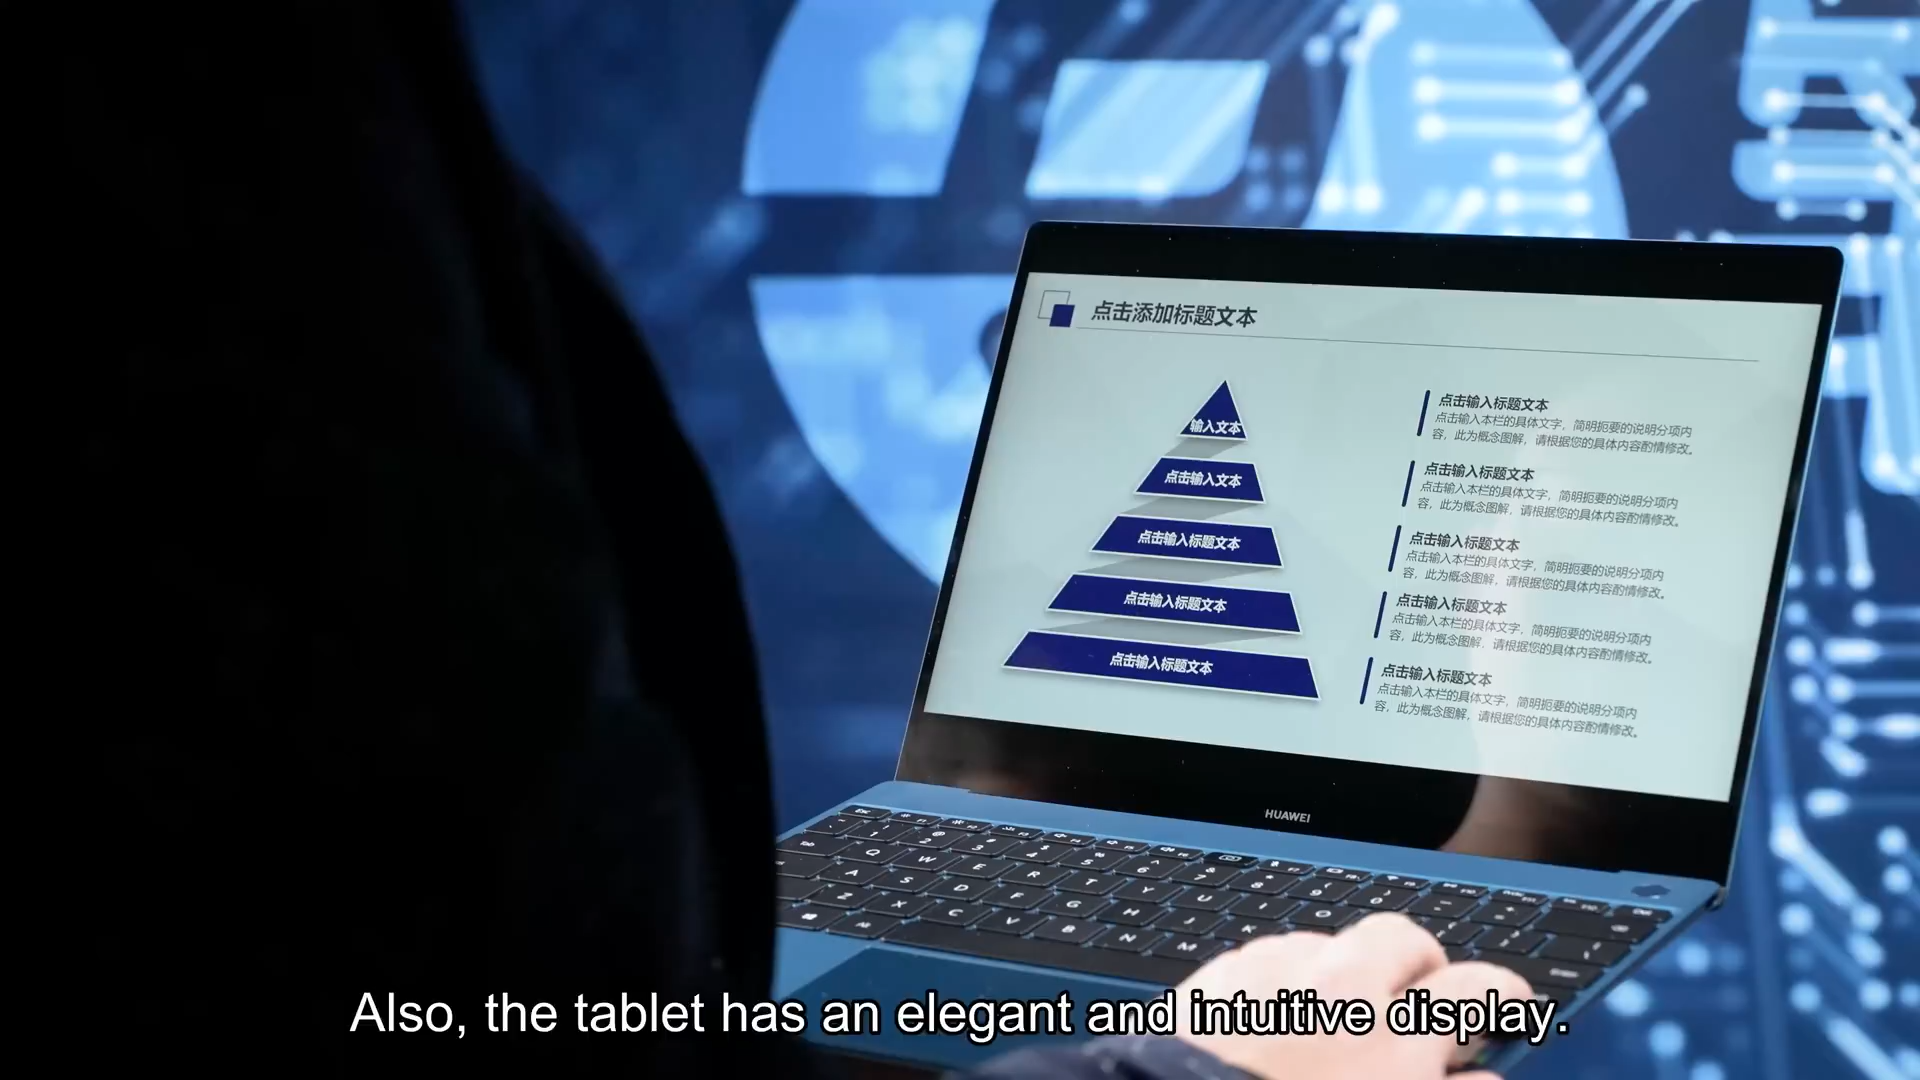 点击添加标题文本
输入文本
点击输入文本
点击输入标题文本
点击输入标题文本
点击输入标题文本
点击输入标题文本
点击输入本栏的具体文字，简明扼要的说明分项内
容，此为概念图解，请根据您的具体内容酌情修改。
点击输入标题文本
点击输入本栏的具体文字，简明扼要的说明分项内
容，此为概念图解，请根据您的具体内容酌情修改。
点击输入标题文本
点击输入本栏的具体文字，简明扼要的说明分项内
容，此为概念图解，请根据您的具体内容酌情修改。
点击输入标题文本
点击输入本栏的具体文字，简明扼要的说明分项内
容，此为概念图解，请根据您的具体内容酌情修改。
点击输入标题文本
点击输入本栏的具体文字，简明扼要的说明分项内
容，此为概念图解，请根据您的具体内容酌情修改。
HUAWEI
1 2 3 4 5 6 7 8 9 0
Q W E R T Y U I O
A S D F G H J K
Z X C V B N M
Alt
Also, the tablet has an elegant and intuitive display.